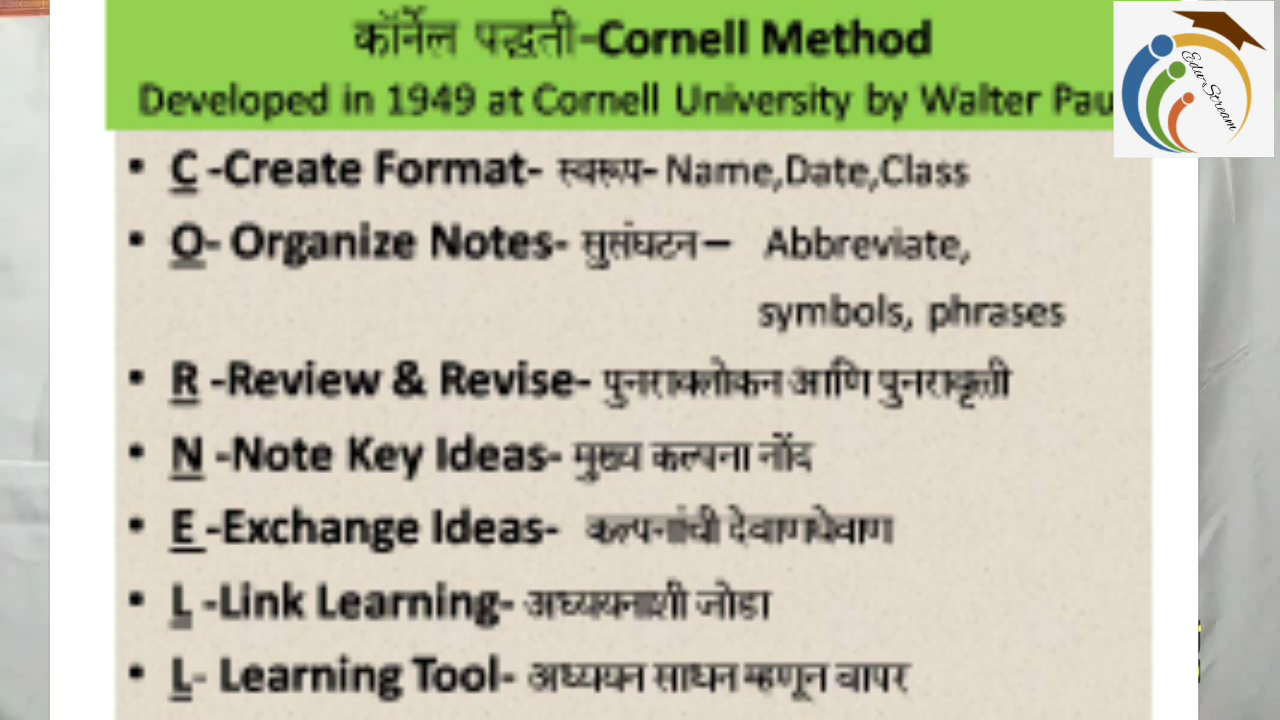 कॉर्नेल पद्धती-Cornell Method
Developed in 1949 at Cornell University by Walter Pau
Edu-Stream
• C -Create Format- स्वरूप- Name,Date,Class
• O- Organize Notes- सुसंघटन – Abbreviate,
symbols, phrases
• R -Review & Revise- पुनरावलोकन आणि पुनरावृत्ती
• N -Note Key Ideas- मुख्य कल्पना नोंद
• E -Exchange Ideas- कल्पनांची देवाणघेवाण
• L -Link Learning- अध्ययनाशी जोडा
• L- Learning Tool- अध्ययन साधन म्हणून वापर